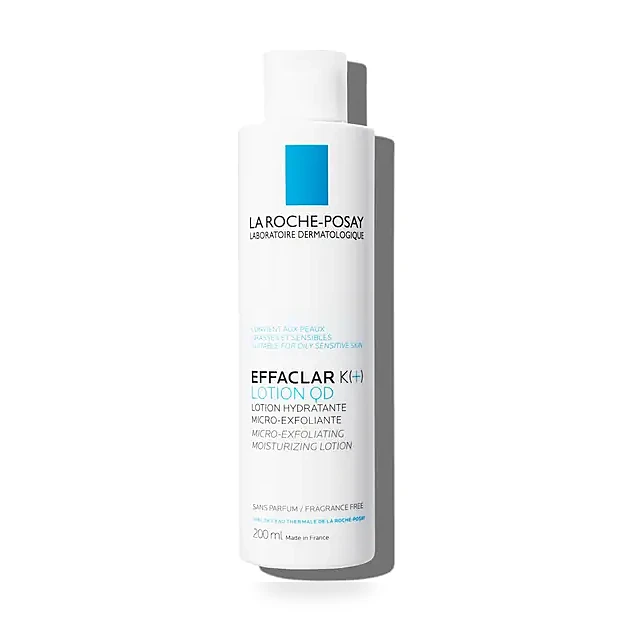 LA ROCHE-POSAY
LABORATOIRE DERMATOLOGIQUE
CONVIENT AUX PEAUX
GRASSES ET SENSIBLES
SUITABLE FOR OILY SENSITIVE SKIN
EFFACLAR K(+)
LOTION QD
LOTION HYDRATANTE
MICRO-EXFOLIANTE
MICRO-EXFOLIATING
MOISTURIZING LOTION
SANS PARFUM / FRAGRANCE FREE
EAU THERMALE DE LA ROCHE-POSAY
200 ml Made in France